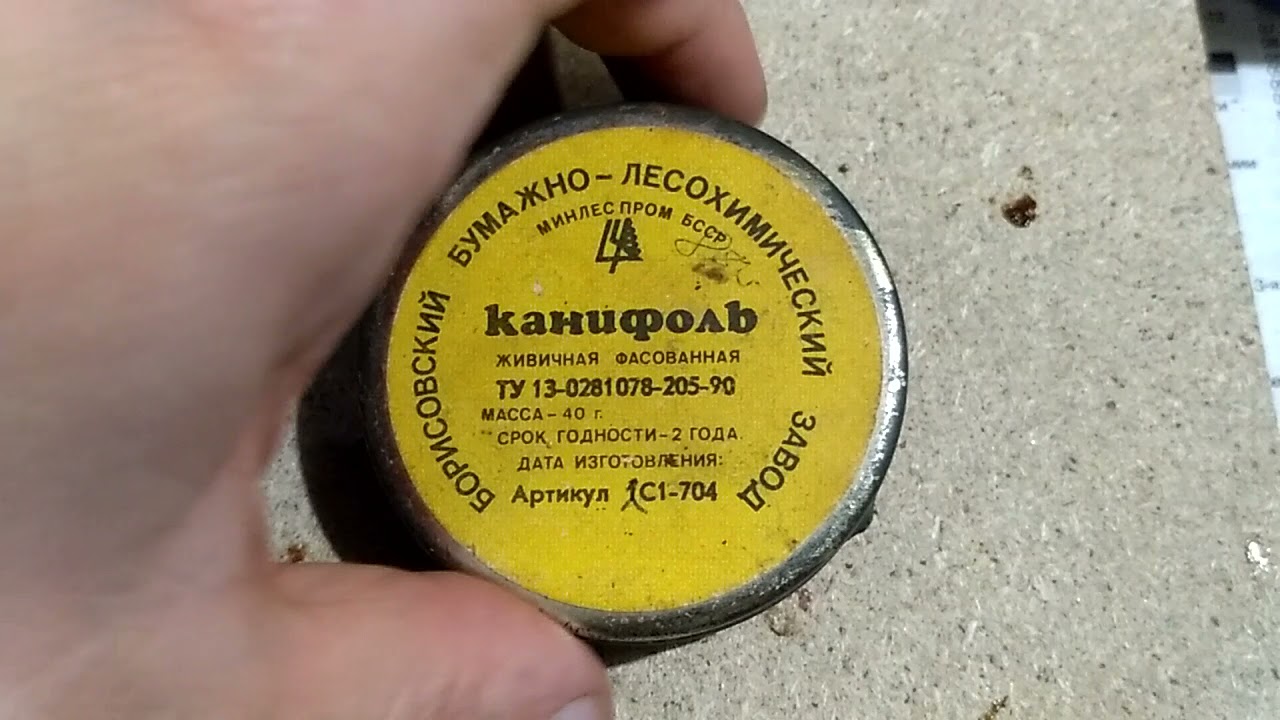 БОРИСОВСКИЙ БУМАЖНО-ЛЕСОХИМИЧЕСКИЙ ЗАВОД
МИНЛЕСПРОМ БССР
канифоль
ЖИВИЧНАЯ ФАСОВАННАЯ
ТУ 13-0281078-205-90
МАССА-40 г.
СРОК ГОДНОСТИ-2 ГОДА.
ДАТА ИЗГОТОВЛЕНИЯ:
Артикул 1С1-704